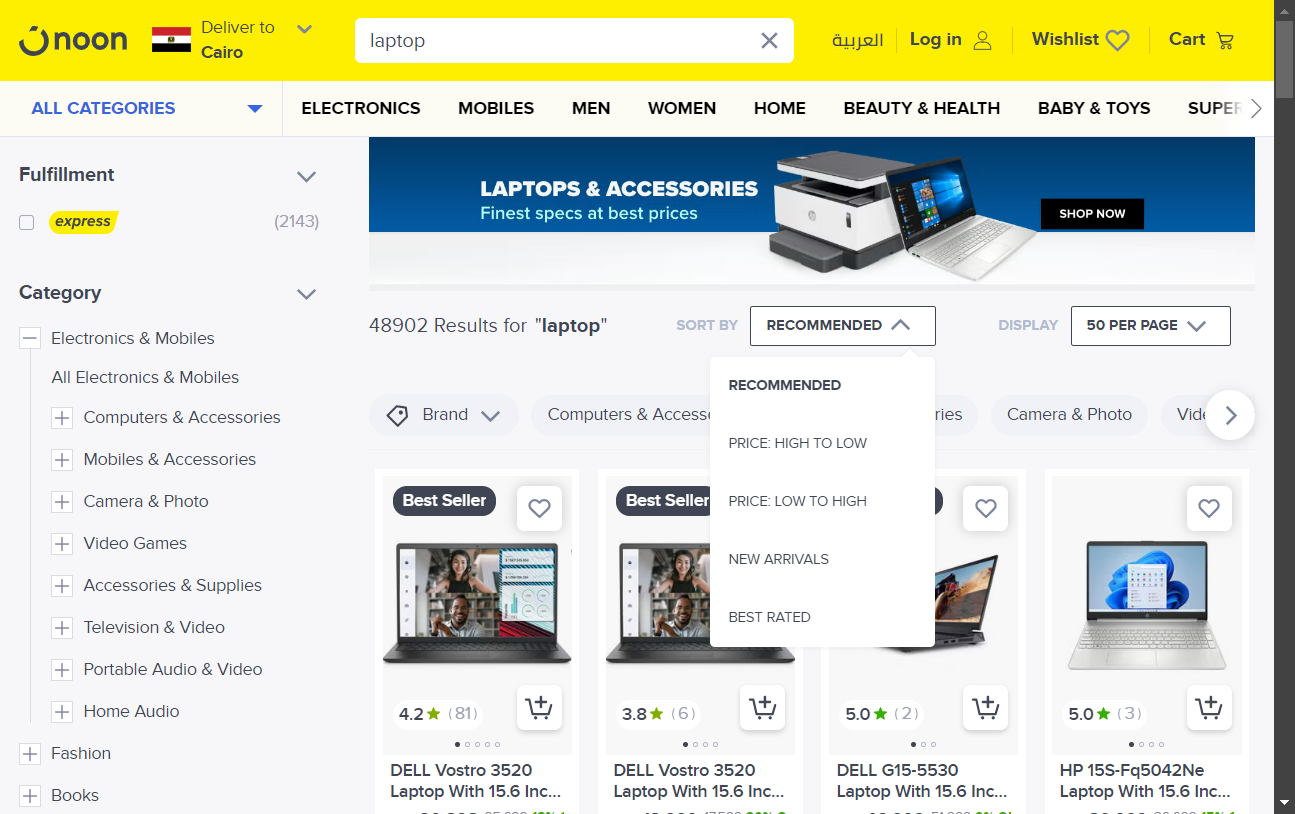 noon
Deliver to
Cairo
laptop
العربية
Log in
Wishlist
Cart
ALL CATEGORIES
ELECTRONICS
MOBILES
MEN
WOMEN
HOME
BEAUTY & HEALTH
BABY & TOYS
SUPER
Fulfillment
express
(2143)
Category
Electronics & Mobiles
All Electronics & Mobiles
Computers & Accessories
Mobiles & Accessories
Camera & Photo
Video Games
Accessories & Supplies
Television & Video
Portable Audio & Video
Home Audio
Fashion
Books
LAPTOPS & ACCESSORIES
Finest specs at best prices
SHOP NOW
48902 Results for "laptop"
SORT BY
RECOMMENDED
DISPLAY
50 PER PAGE
RECOMMENDED
PRICE: HIGH TO LOW
PRICE: LOW TO HIGH
NEW ARRIVALS
BEST RATED
Brand
Computers & Accesso
ries
Camera & Photo
Vid
Best Seller
4.2 (81)
DELL Vostro 3520
Laptop With 15.6 Inc...
Best Seller
3.8 (6)
DELL Vostro 3520
Laptop With 15.6 Inc...
5.0 (2)
DELL G15-5530
Laptop With 15.6 Inc...
5.0 (3)
HP 15S-Fq5042Ne
Laptop With 15.6 Inc...